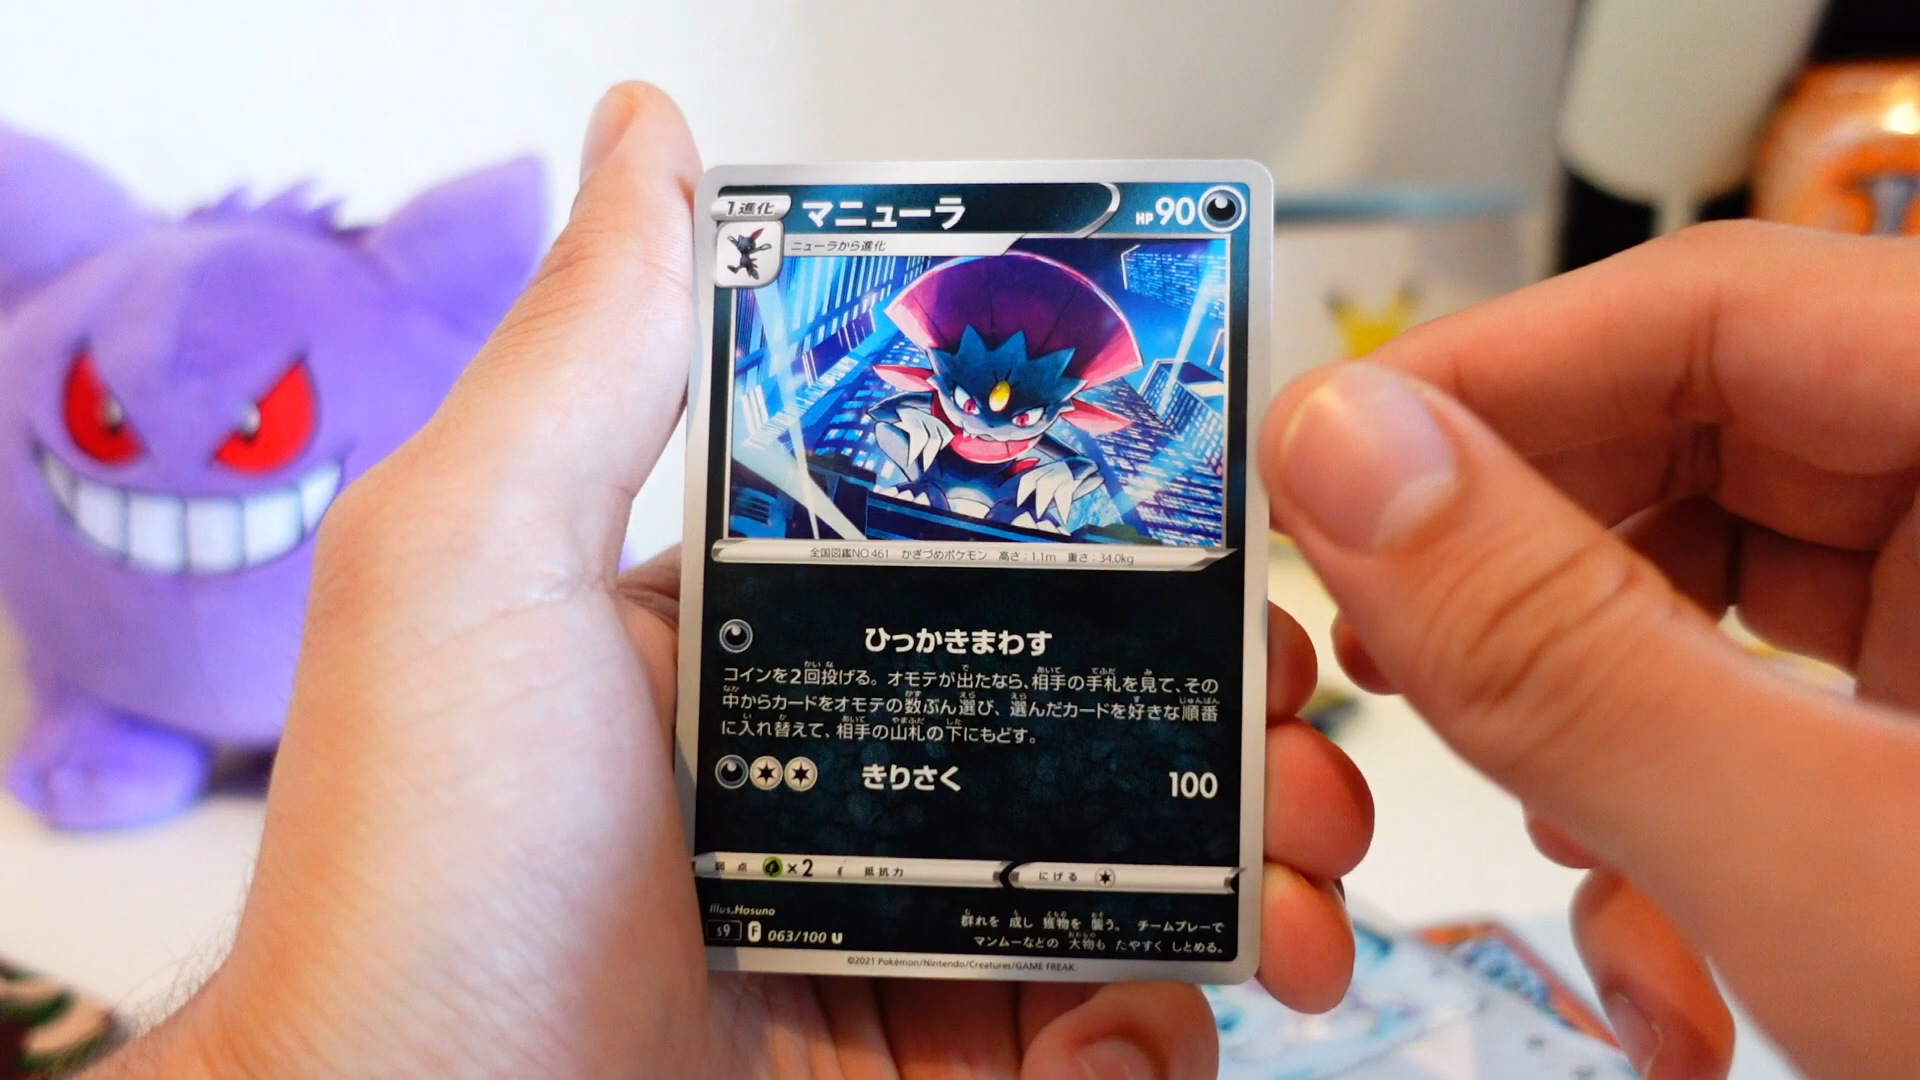 1進化 マニューラ HP 90
ニューラから進化
全国図鑑NO.461 かぎづめポケモン 高さ:1.1m 重さ:34.0kg
ひっかきまわす
コインを2回投げる。オモテが出たなら、相手の手札を見て、その
中からカードをオモテの数ぶん選び、選んだカードを好きな順番
に入れ替えて、相手の山札の下にもどす。
きりさく 100
弱点 ×2 抵抗力 にげる
illus.Hasuno
s9 F 063/100 U
群れを 成し 獲物を 襲う。 チームプレーで
マンムーなどの 大物も たやすく しとめる。
©2021 Pokémon/Nintendo/Creatures/GAME FREAK.